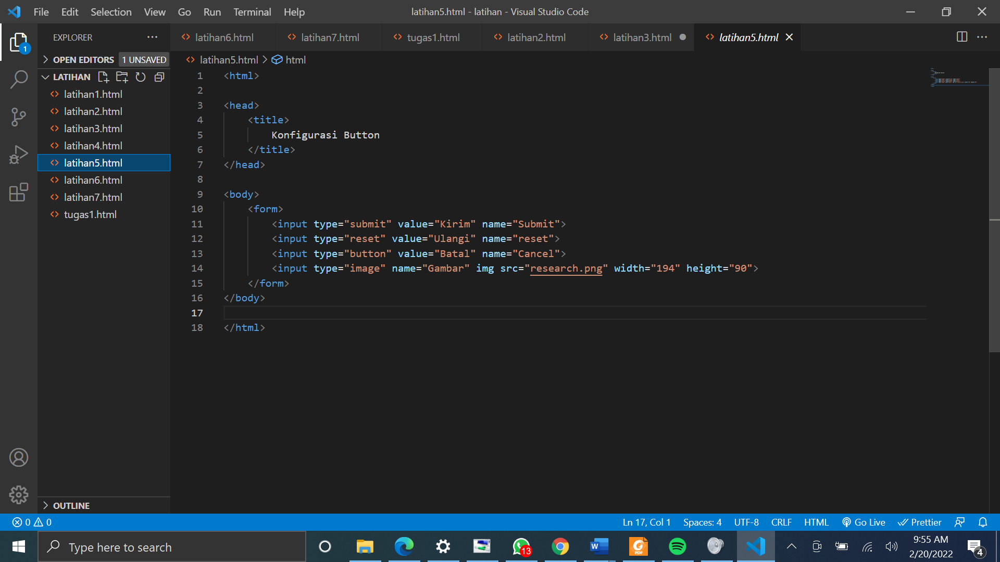 File Edit Selection View Go Run Terminal Help
latihan5.html - latihan - Visual Studio Code
EXPLORER
latihan6.html
latihan7.html
tugas1.html
latihan2.html
latihan3.html
latihan5.html
1
OPEN EDITORS 1 UNSAVED
LATIHAN
latihan1.html
latihan2.html
latihan3.html
latihan4.html
latihan5.html
latihan6.html
latihan7.html
tugas1.html
OUTLINE
latihan5.html > html
1 <html>
2
3 <head>
4 <title>
5 Konfigurasi Button
6 </title>
7 </head>
8
9 <body>
10 <form>
11 <input type="submit" value="Kirim" name="Submit">
12 <input type="reset" value="Ulangi" name="reset">
13 <input type="button" value="Batal" name="Cancel">
14 <input type="image" name="Gambar" img src="research.png" width="194" height="90">
15 </form>
16 </body>
17
18 </html>
0 0
Ln 17, Col 1 Spaces: 4 UTF-8 CRLF HTML Go Live Prettier
Type here to search
13
W
PDF
9:55 AM
2/20/2022
4